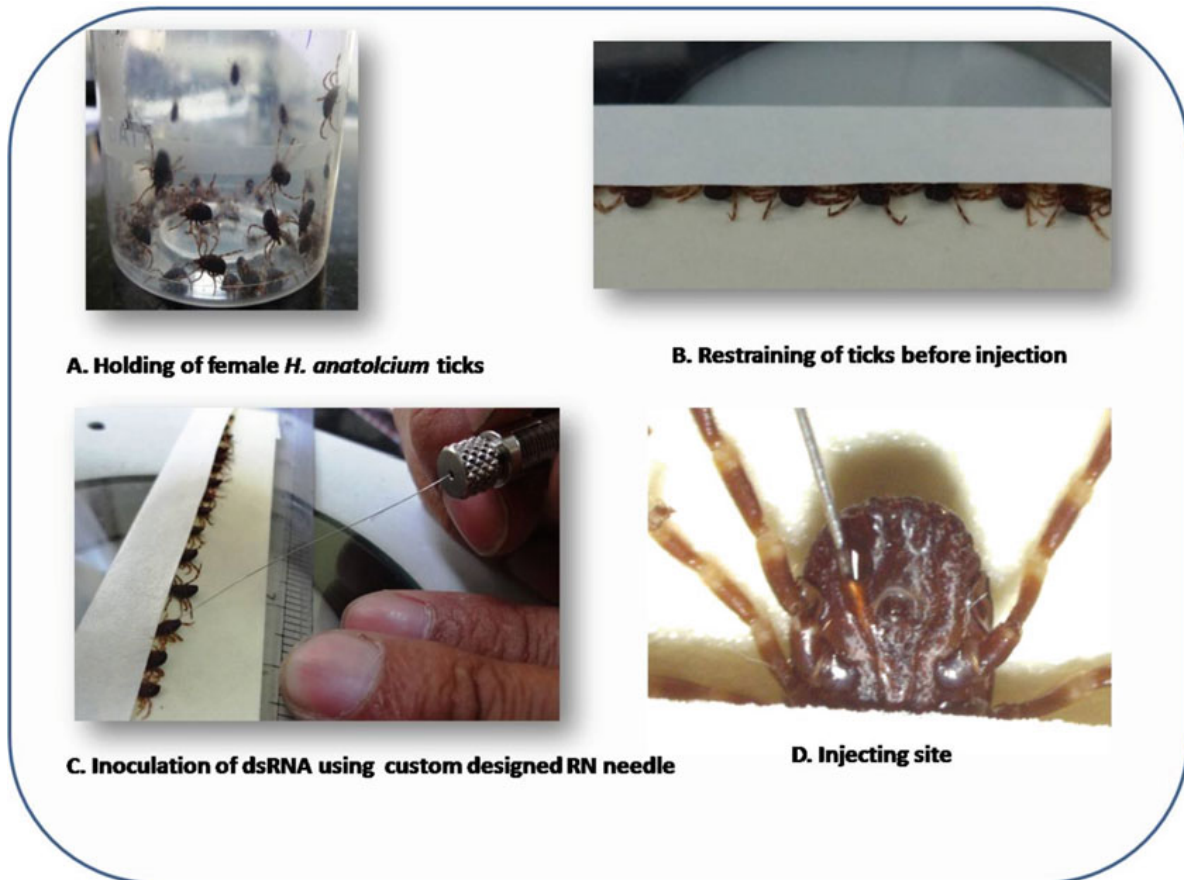 A. Holding of female H. anatolcium ticks
B. Restraining of ticks before injection
C. Inoculation of dsRNA using custom designed RN needle
D. Injecting site